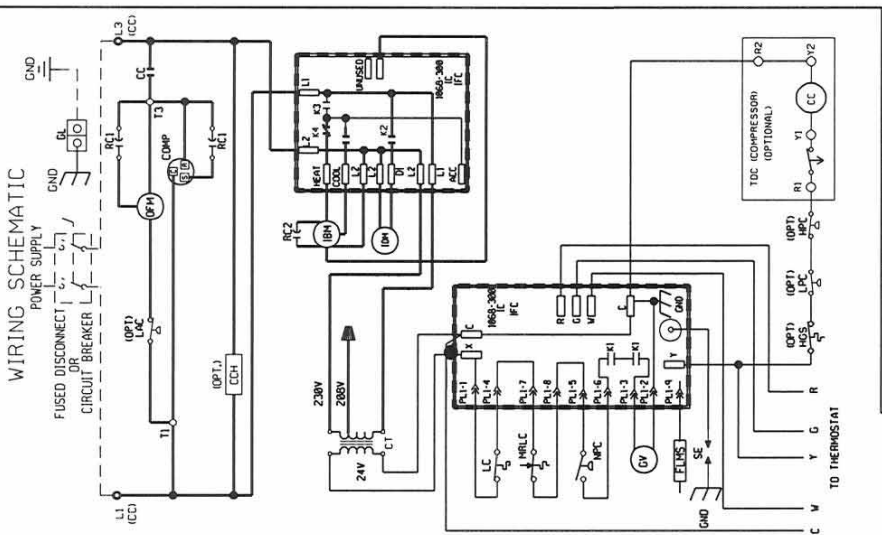 WIRING SCHEMATIC
POWER SUPPLY
FUSED DISCONNECT
OR
CIRCUIT BREAKER
GND
GL
GND
L1
(CC)
L3
(CC)
T1
(OPT)
LAC
OFM
RC1
CC
T3
COMP
C
S
R
RC1
(OPT.)
CCH
230V
208V
24V
CT
RC2
IBM
IDM
HEAT
COOL
L2
L2
DI
L2
L1
ACC
L2
L1
K4
K3
K2
UNUSED
1068-300
IC
IFC
1068-300
IC
IFC
X
C
R
G
W
C
GND
Y
K1
K1
PL1-1
PL1-4
PL1-7
PL1-8
PL1-5
PL1-6
PL1-3
PL1-2
PL1-9
LC
MRLC
NPC
GV
FLMS
SE
GND
(OPT)
HGS
(OPT)
LPC
(OPT)
HPC
TDC (COMPRESSOR)
(OPTIONAL)
R1
Y1
CC
Y2
R2
C
W
Y
G
R
TO THERMOSTAT